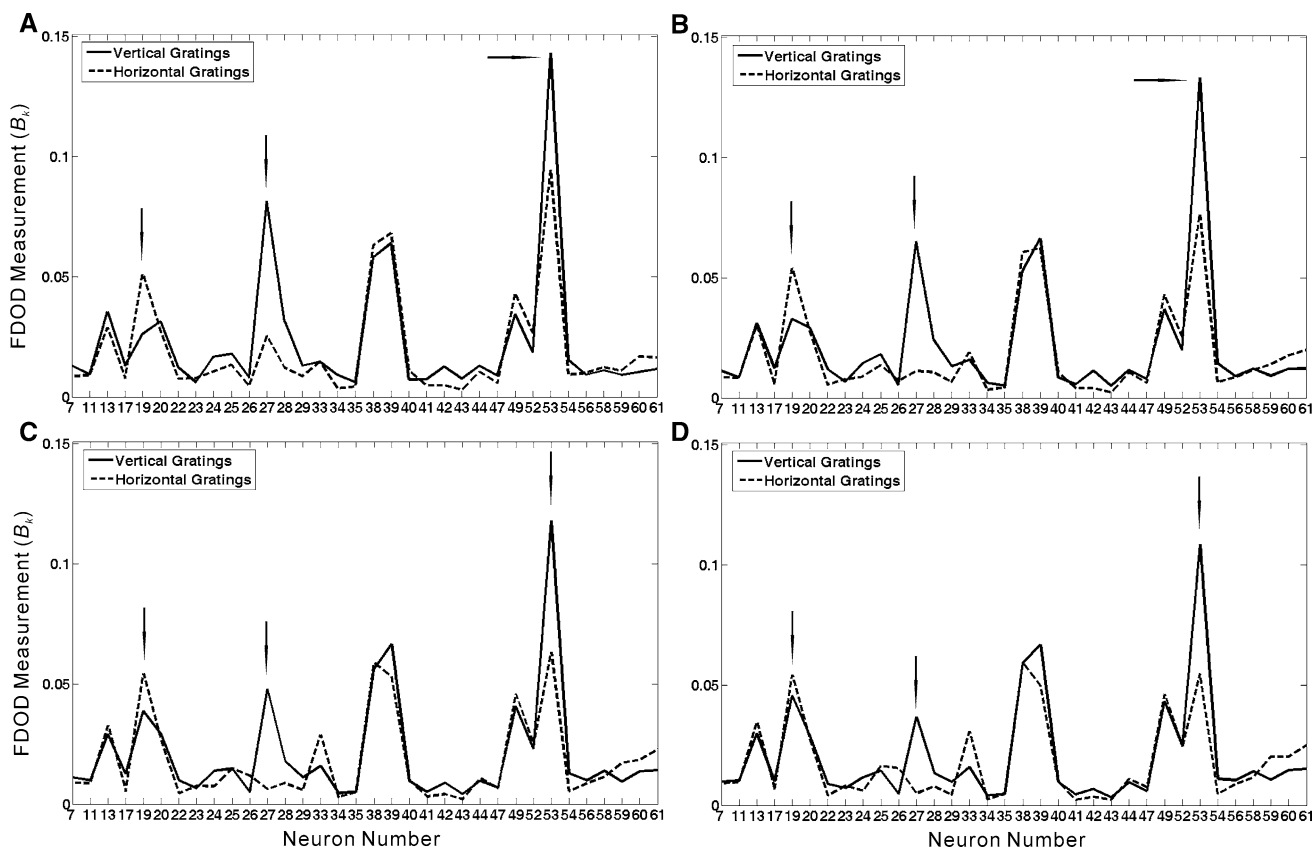 A
Vertical Gratings
Horizontal Gratings
FDOD Measurement (Bk)
0.15
0.1
0.05
0
7 11 13 17 19 20 22 23 24 25 26 27 28 29 33 34 35 38 39 40 41 42 43 44 47 49 52 53 54 56 58 59 60 61
B
Vertical Gratings
Horizontal Gratings
0.15
0.1
0.05
0
7 11 13 17 19 20 22 23 24 25 26 27 28 29 33 34 35 38 39 40 41 42 43 44 47 49 52 53 54 56 58 59 60 61
C
Vertical Gratings
Horizontal Gratings
FDOD Measurement (Bk)
0.15
0.1
0.05
0
7 11 13 17 19 20 22 23 24 25 26 27 28 29 33 34 35 38 39 40 41 42 43 44 47 49 52 53 54 56 58 59 60 61
Neuron Number
D
Vertical Gratings
Horizontal Gratings
0.15
0.1
0.05
0
7 11 13 17 19 20 22 23 24 25 26 27 28 29 33 34 35 38 39 40 41 42 43 44 47 49 52 53 54 56 58 59 60 61
Neuron Number